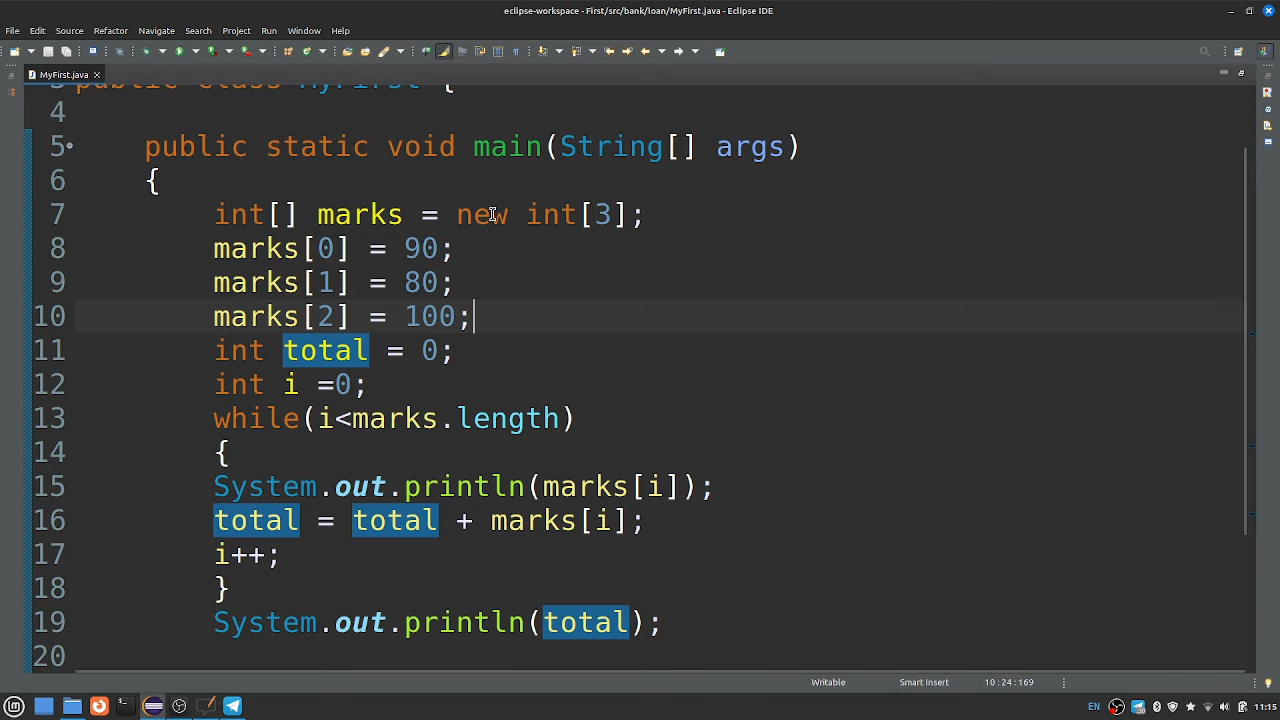 eclipse-workspace - First/src/bank/loan/MyFirst.java - Eclipse IDE
File Edit Source Refactor Navigate Search Project Run Window Help
MyFirst.java
3 public class MyFirst {
4
5 public static void main(String[] args)
6 {
7 int[] marks = new int[3];
8 marks[0] = 90;
9 marks[1] = 80;
10 marks[2] = 100;
11 int total = 0;
12 int i =0;
13 while(i<marks.length)
14 {
15 System.out.println(marks[i]);
16 total = total + marks[i];
17 i++;
18 }
19 System.out.println(total);
20
Writable Smart Insert 10:24:169
EN 11:15